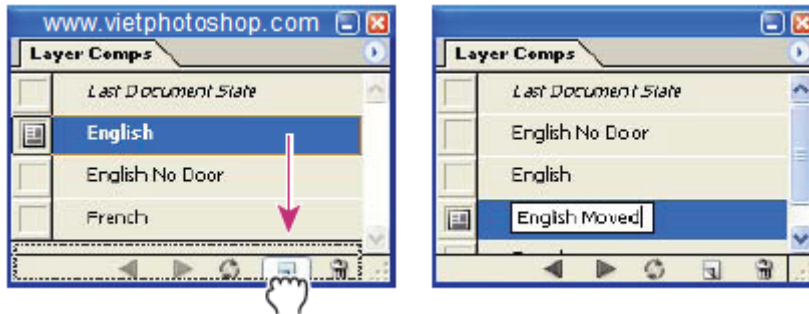 www.vietphotoshop.com
Layer Comps
Last Document State
English
English No Door
French
Layer Comps
Last Document State
English No Door
English
English Moved